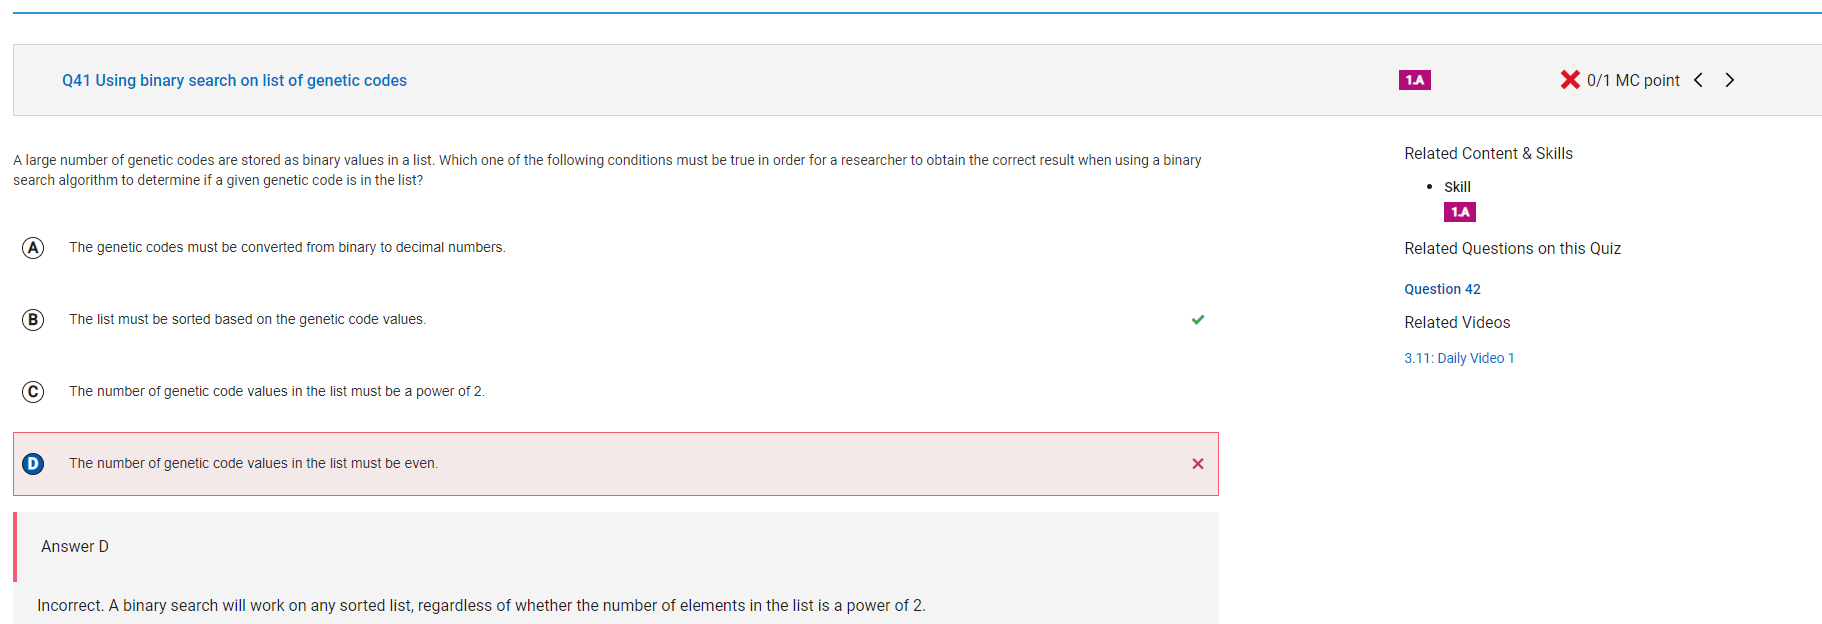 Q41 Using binary search on list of genetic codes
1.A
0/1 MC point
A large number of genetic codes are stored as binary values in a list. Which one of the following conditions must be true in order for a researcher to obtain the correct result when using a binary
search algorithm to determine if a given genetic code is in the list?
A The genetic codes must be converted from binary to decimal numbers.
B The list must be sorted based on the genetic code values.
C The number of genetic code values in the list must be a power of 2.
D The number of genetic code values in the list must be even.
Answer D
Incorrect. A binary search will work on any sorted list, regardless of whether the number of elements in the list is a power of 2.
Related Content & Skills
• Skill
1.A
Related Questions on this Quiz
Question 42
Related Videos
3.11: Daily Video 1